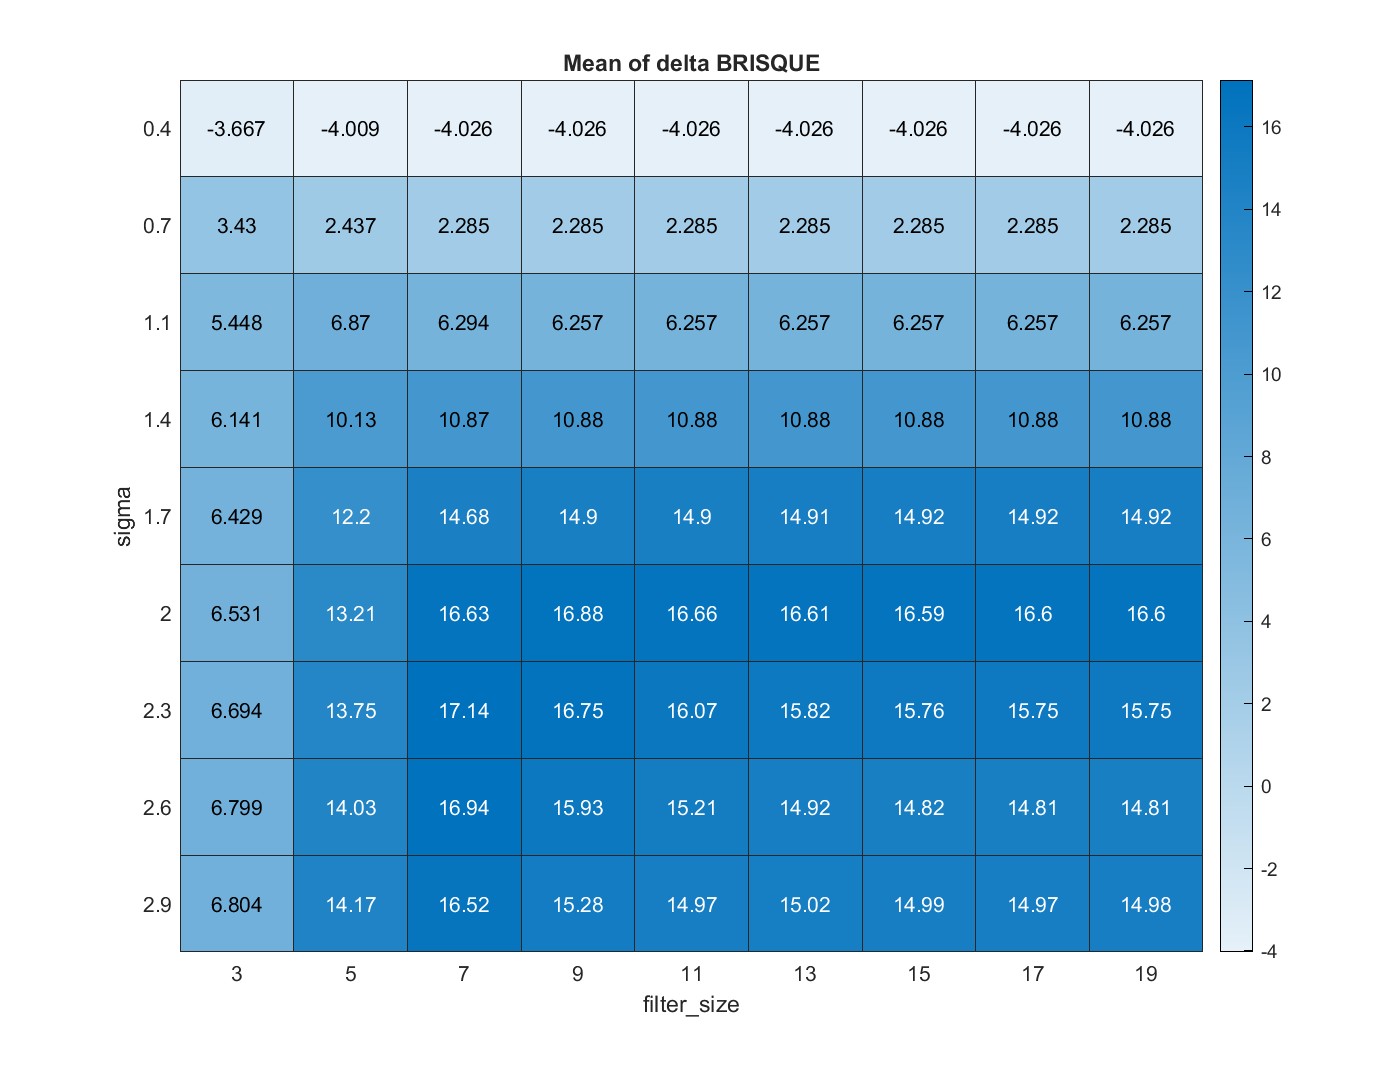 Mean of delta BRISQUE
0.4 -3.667 -4.009 -4.026 -4.026 -4.026 -4.026 -4.026 -4.026 -4.026
0.7 3.43 2.437 2.285 2.285 2.285 2.285 2.285 2.285 2.285
1.1 5.448 6.87 6.294 6.257 6.257 6.257 6.257 6.257 6.257
1.4 6.141 10.13 10.87 10.88 10.88 10.88 10.88 10.88 10.88
1.7 6.429 12.2 14.68 14.9 14.9 14.91 14.92 14.92 14.92
2 6.531 13.21 16.63 16.88 16.66 16.61 16.59 16.6 16.6
2.3 6.694 13.75 17.14 16.75 16.07 15.82 15.76 15.75 15.75
2.6 6.799 14.03 16.94 15.93 15.21 14.92 14.82 14.81 14.81
2.9 6.804 14.17 16.52 15.28 14.97 15.02 14.99 14.97 14.98
3 5 7 9 11 13 15 17 19
filter_size
sigma
16
14
12
10
8
6
4
2
0
-2
-4